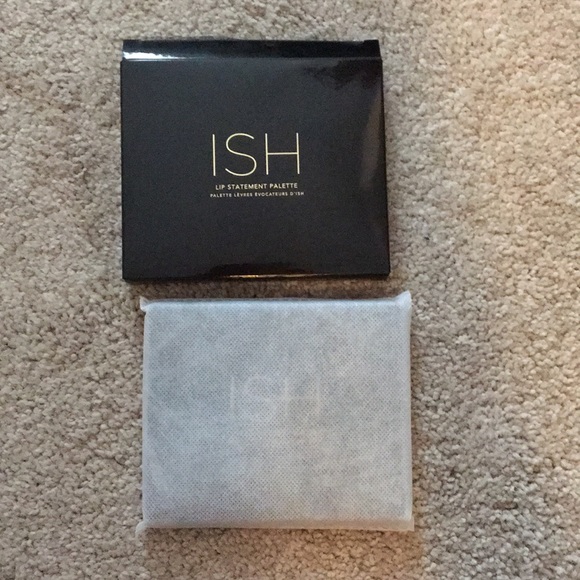 ISH
LIP STATEMENT PALETTE
PALETTE LÈVRES ÉVOCATEURS D'ISH
ISH